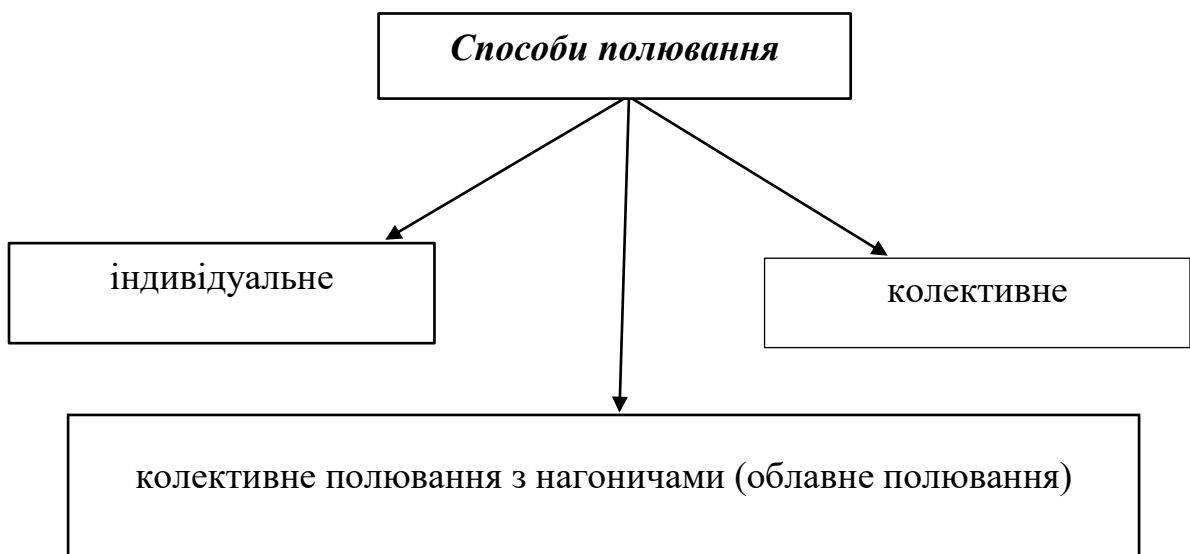 Способи полювання
індивідуальне
колективне
колективне полювання з нагоничами (облавне полювання)